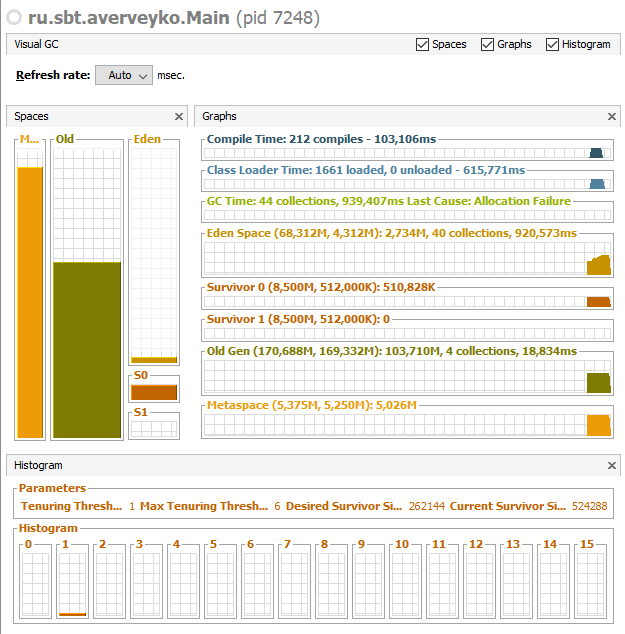 ru.sbt.averveyko.Main (pid 7248)
Visual GC
Spaces Graphs Histogram
Refresh rate: Auto msec.
Spaces
M... Old Eden
S0
S1
Graphs
Compile Time: 212 compiles - 103,106ms
Class Loader Time: 1661 loaded, 0 unloaded - 615,771ms
GC Time: 44 collections, 939,407ms Last Cause: Allocation Failure
Eden Space (68,312M, 4,312M): 2,734M, 40 collections, 920,573ms
Survivor 0 (8,500M, 512,000K): 510,828K
Survivor 1 (8,500M, 512,000K): 0
Old Gen (170,688M, 169,332M): 103,710M, 4 collections, 18,834ms
Metaspace (5,375M, 5,250M): 5,026M
Histogram
Parameters
Tenuring Thresh... 1 Max Tenuring Thresh... 6 Desired Survivor Si... 262144 Current Survivor Si... 524288
Histogram
0 1 2 3 4 5 6 7 8 9 10 11 12 13 14 15